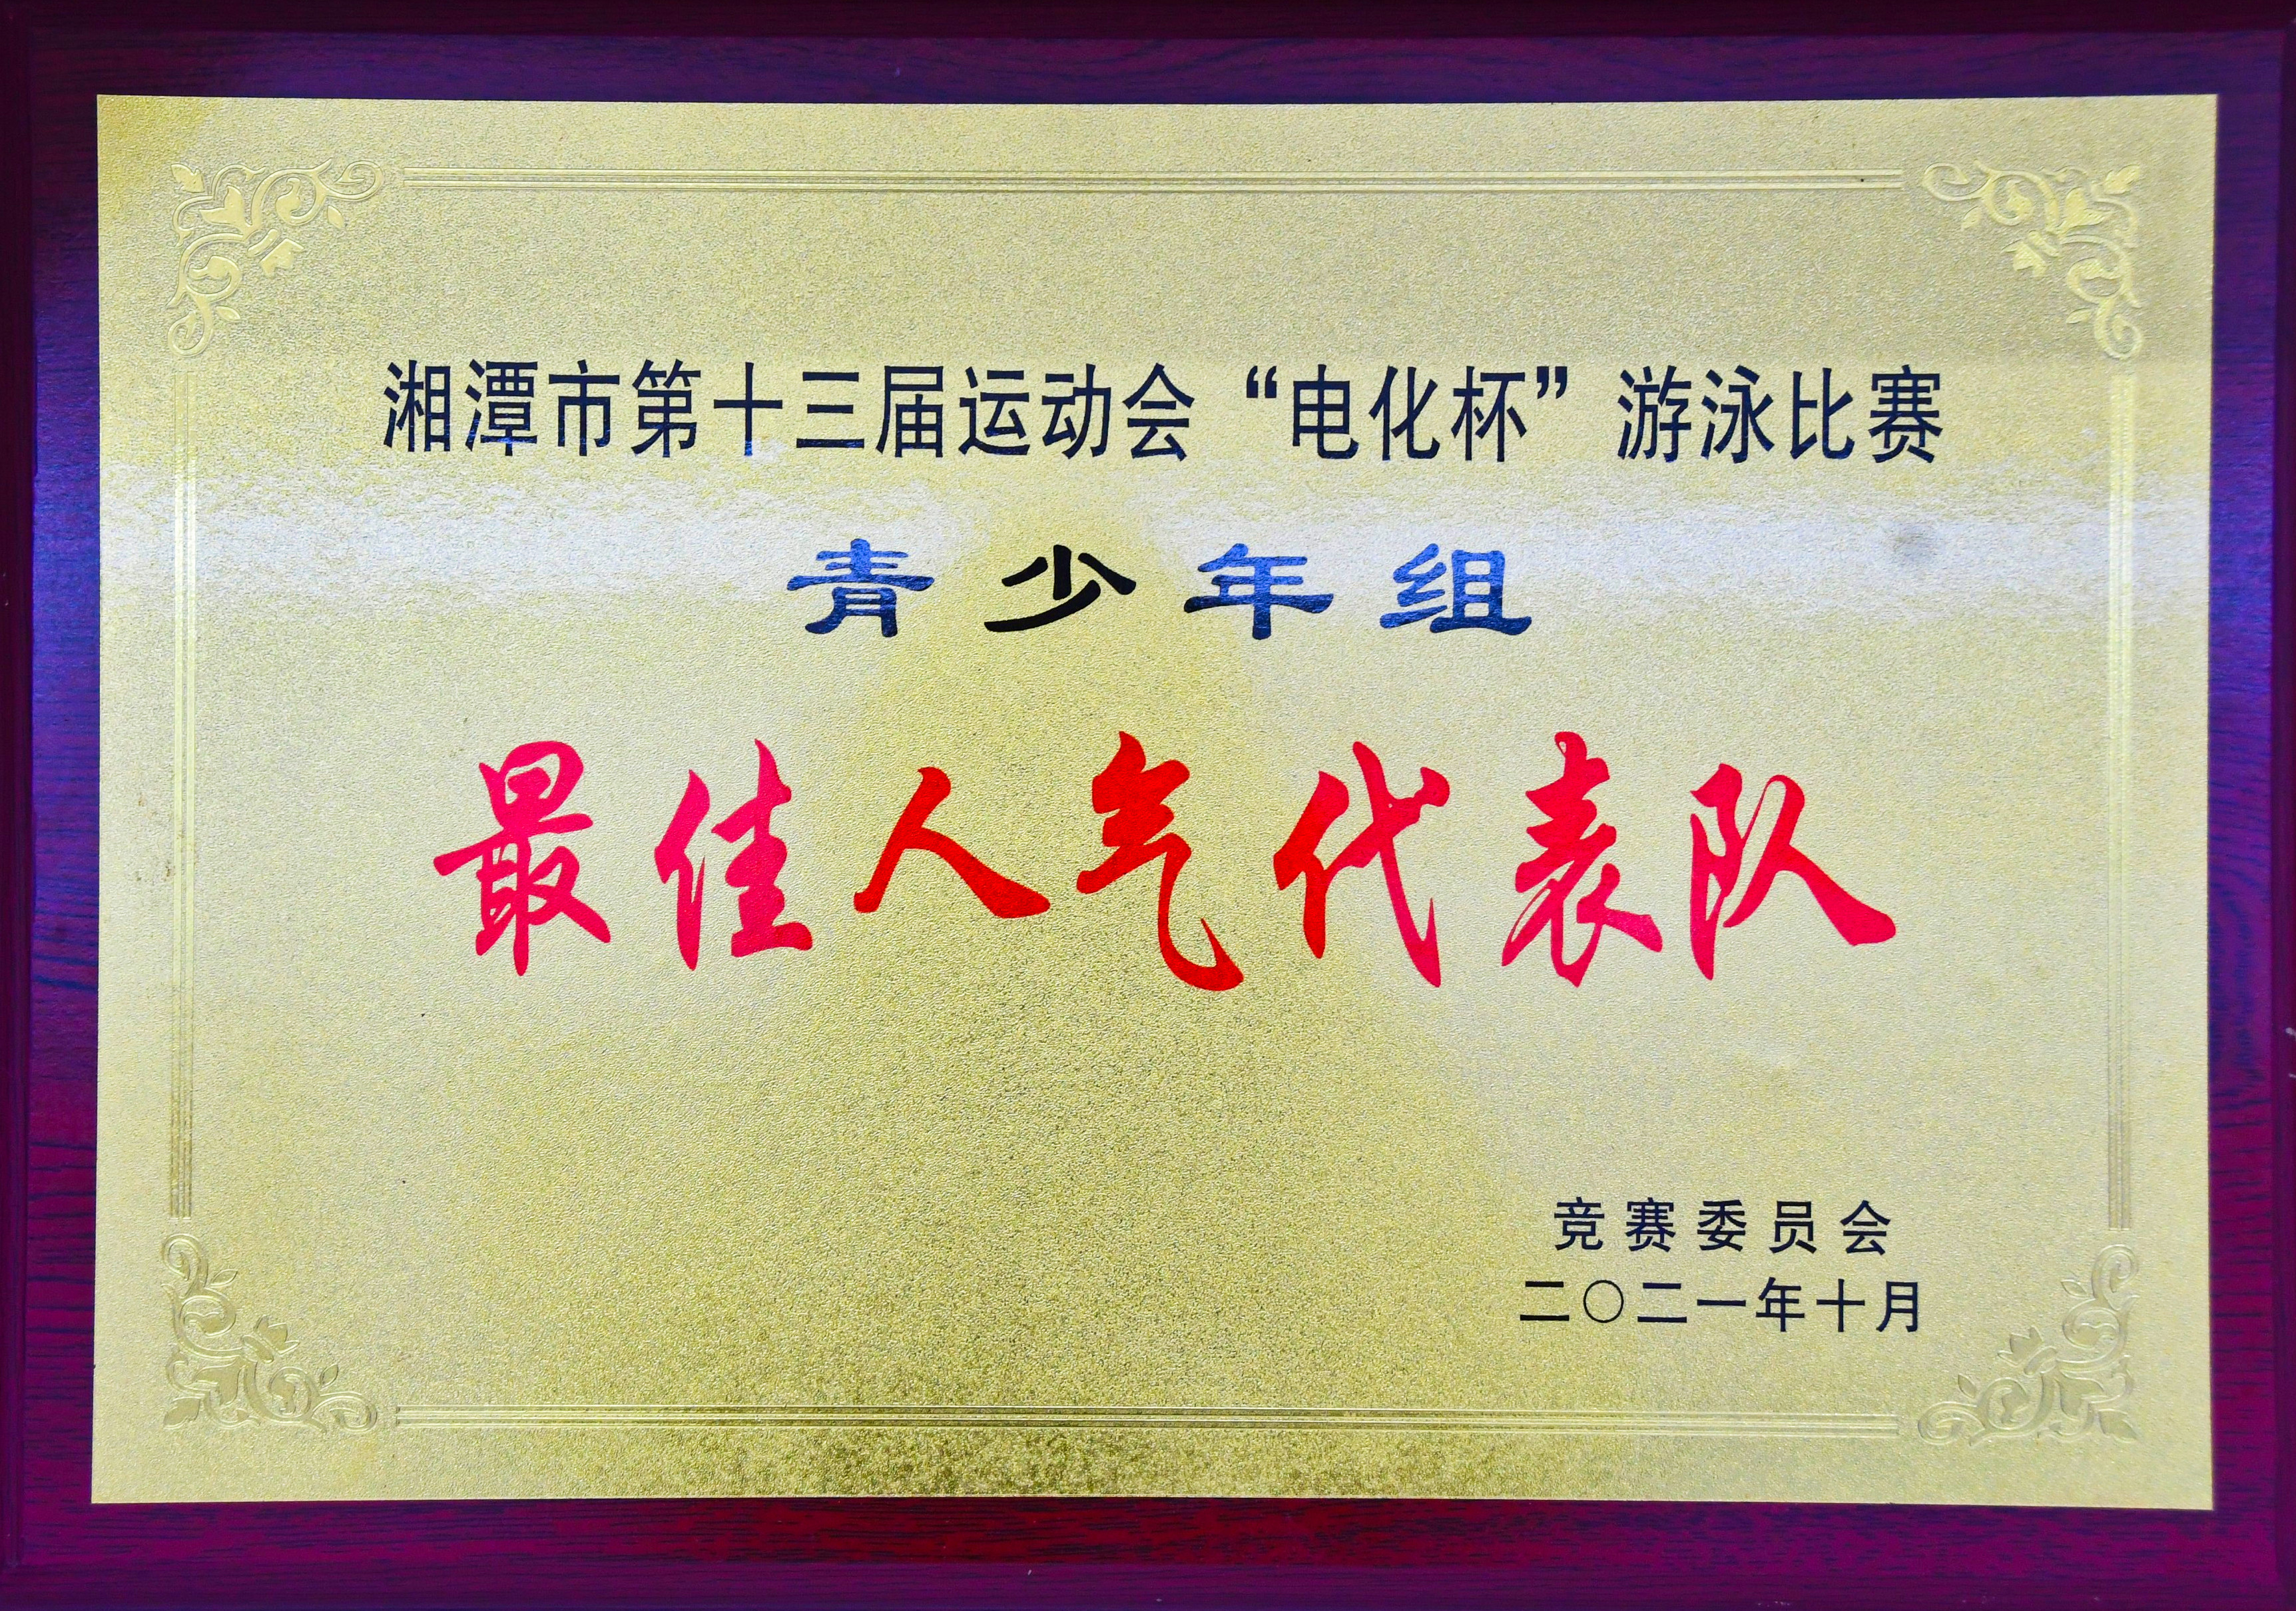 湘潭市第十三届运动会“电化杯”游泳比赛
青少年组
最佳人气代表队
竞赛委员会
二〇二一年十月